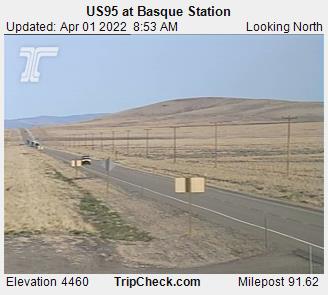 US95 at Basque Station
Updated: Apr 01 2022 8:53 AM Looking North
Elevation 4460 TripCheck.com Milepost 91.62